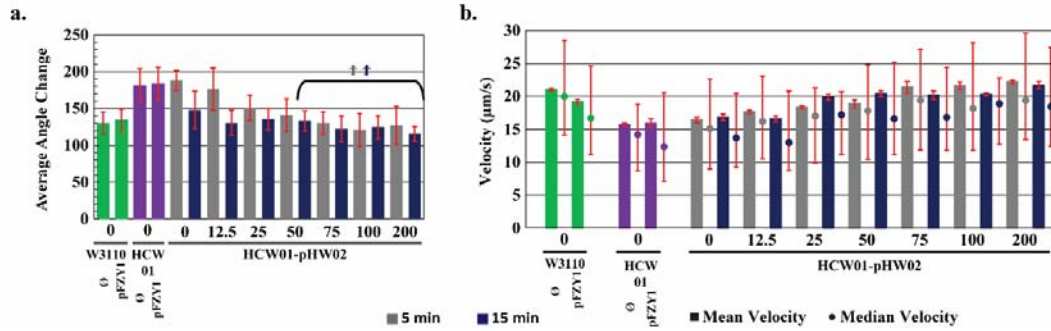 a.
Average Angle Change
250
200
150
100
50
0
0 0 0 12.5 25 50 75 100 200
W3110 HCW 01 HCW01-pHW02
Ø pFZY1 Ø pFZY1
††
b.
Velocity (µm/s)
30
25
20
15
10
5
0
0 0 0 12.5 25 50 75 100 200
W3110 HCW 01 HCW01-pHW02
Ø pFZY1 Ø pFZY1
5 min 15 min Mean Velocity Median Velocity